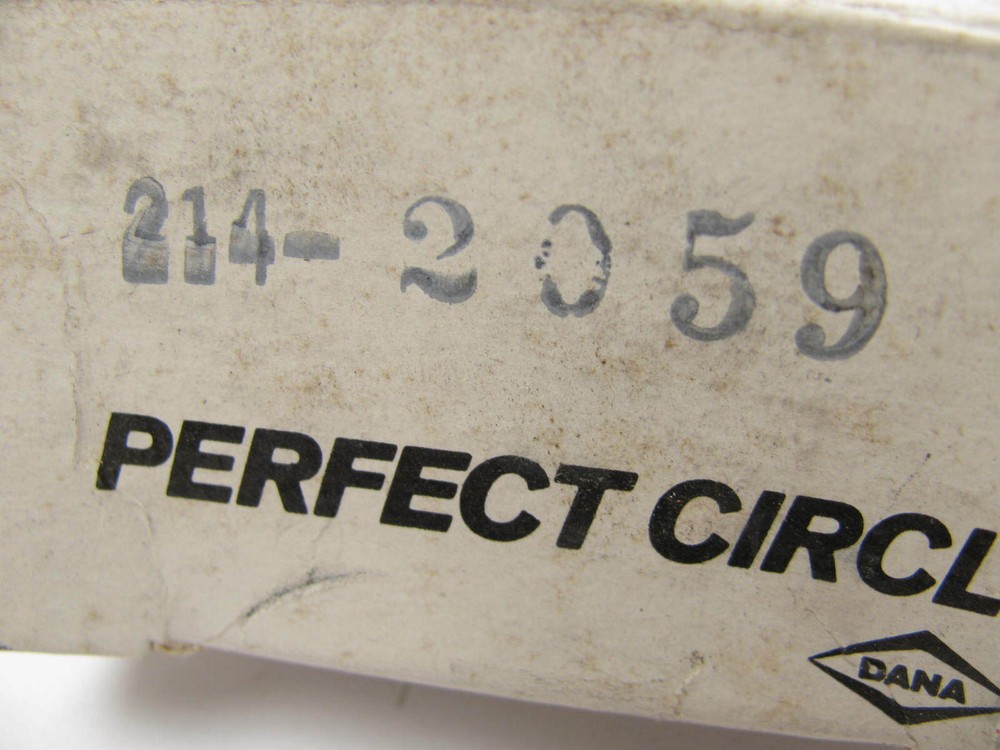 214-2059
PERFECT CIRCL
DANA